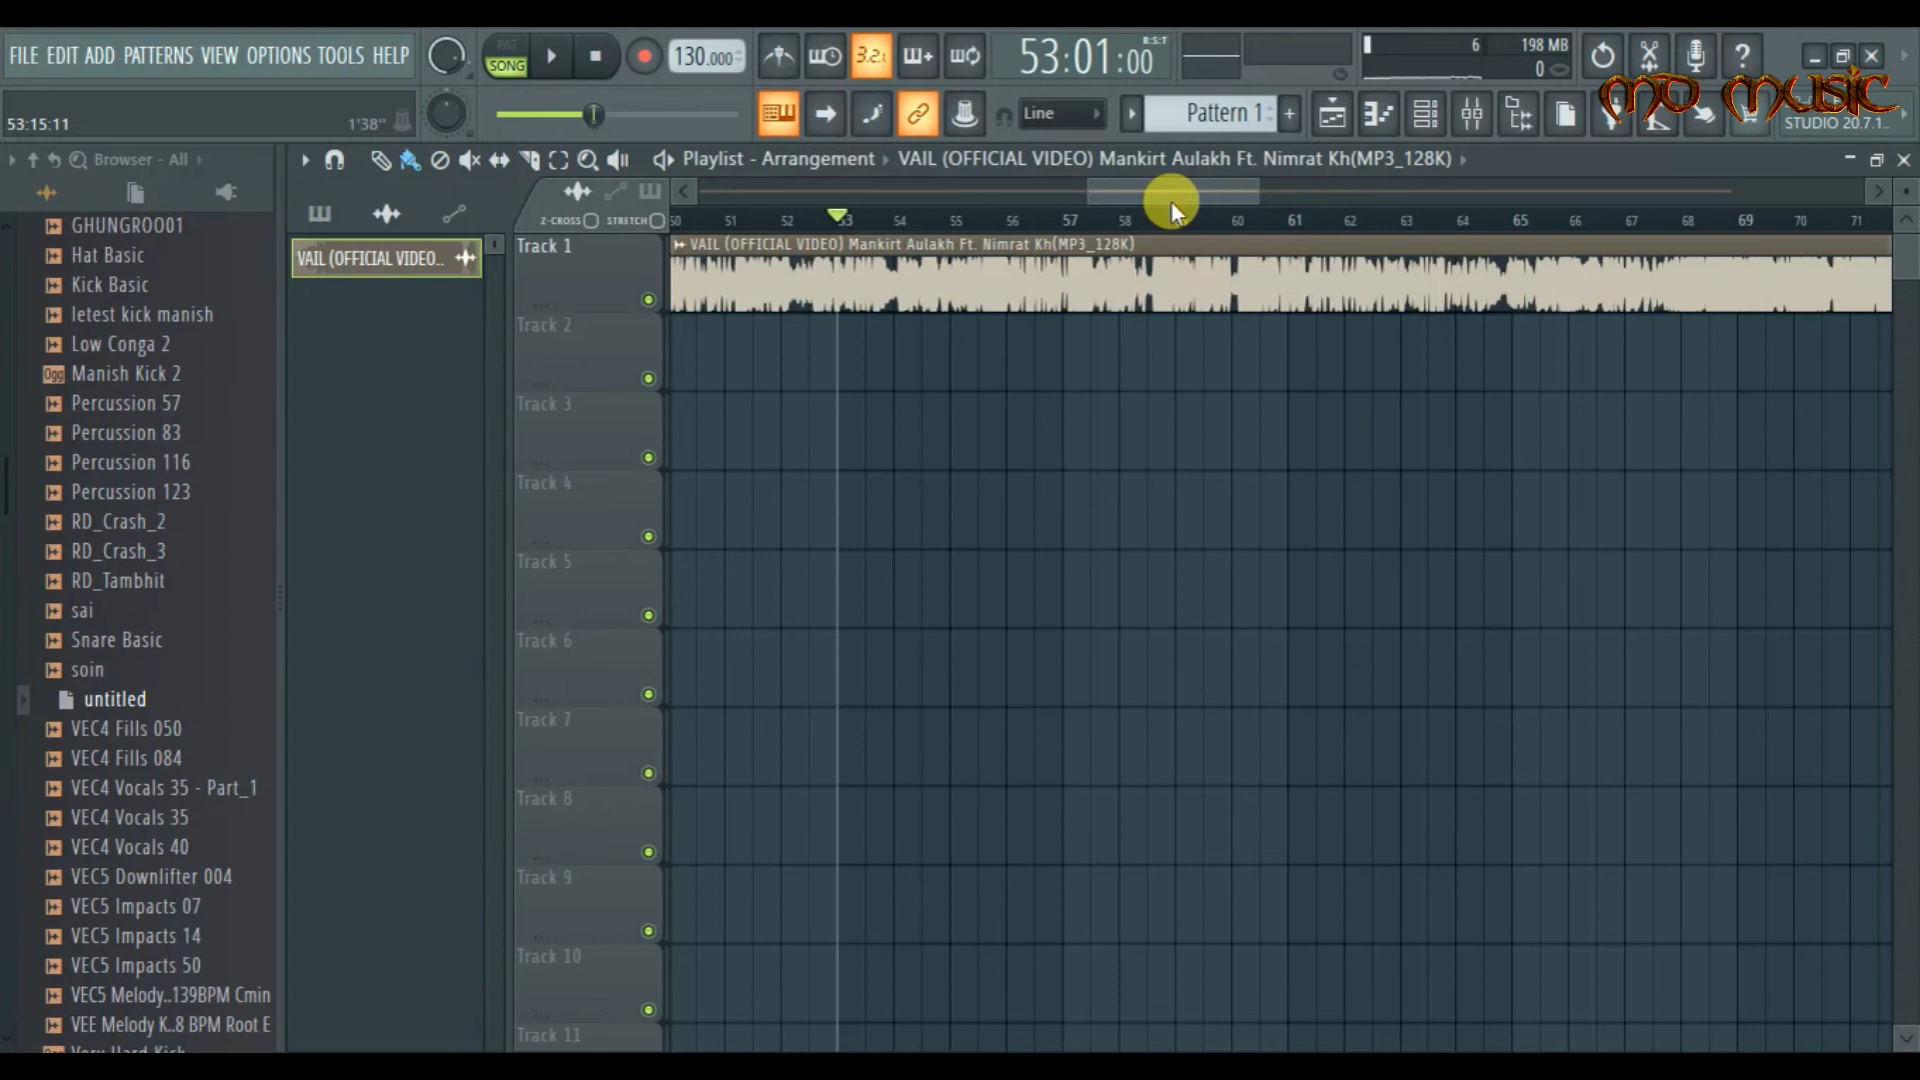 FILE EDIT ADD PATTERNS VIEW OPTIONS TOOLS HELP
PAT
SONG
130.000
3.2.
53:01:00
B:S:T
6
198 MB
0
MD MUSIC
53:15:11
1'38"
Line
Pattern 1
STUDIO 20.7.1..
Browser - All
Playlist - Arrangement
VAIL (OFFICIAL VIDEO) Mankirt Aulakh Ft. Nimrat Kh(MP3_128K)
Z-CROSS
STRETCH
50 51 52 53 54 55 56 57 58 60 61 62 63 64 65 66 67 68 69 70 71
VAIL (OFFICIAL VIDEO..
VAIL (OFFICIAL VIDEO) Mankirt Aulakh Ft. Nimrat Kh(MP3_128K)
Track 1
Track 2
Track 3
Track 4
Track 5
Track 6
Track 7
Track 8
Track 9
Track 10
Track 11
GHUNGROO01
Hat Basic
Kick Basic
letest kick manish
Low Conga 2
Ogg
Manish Kick 2
Percussion 57
Percussion 83
Percussion 116
Percussion 123
RD_Crash_2
RD_Crash_3
RD_Tambhit
sai
Snare Basic
soin
untitled
VEC4 Fills 050
VEC4 Fills 084
VEC4 Vocals 35 - Part_1
VEC4 Vocals 35
VEC4 Vocals 40
VEC5 Downlifter 004
VEC5 Impacts 07
VEC5 Impacts 14
VEC5 Impacts 50
VEC5 Melody..139BPM Cmin
VEE Melody K..8 BPM Root E
Very Hard Kick